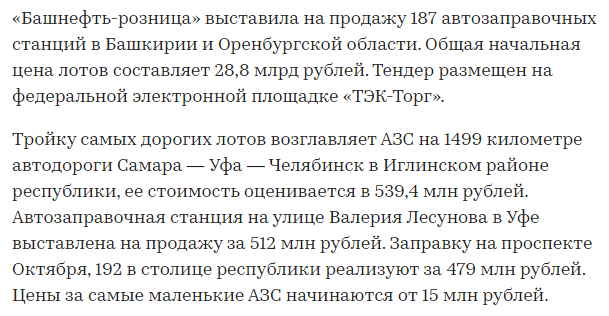 «Башнефть-розница» выставила на продажу 187 автозаправочных
станций в Башкирии и Оренбургской области. Общая начальная
цена лотов составляет 28,8 млрд рублей. Тендер размещен на
федеральной электронной площадке «ТЭК-Торг».
Тройку самых дорогих лотов возглавляет АЗС на 1499 километре
автодороги Самара — Уфа — Челябинск в Иглинском районе
республики, ее стоимость оценивается в 539,4 млн рублей.
Автозаправочная станция на улице Валерия Лесунова в Уфе
выставлена на продажу за 512 млн рублей. Заправку на проспекте
Октября, 192 в столице республики реализуют за 479 млн рублей.
Цены за самые маленькие АЗС начинаются от 15 млн рублей.